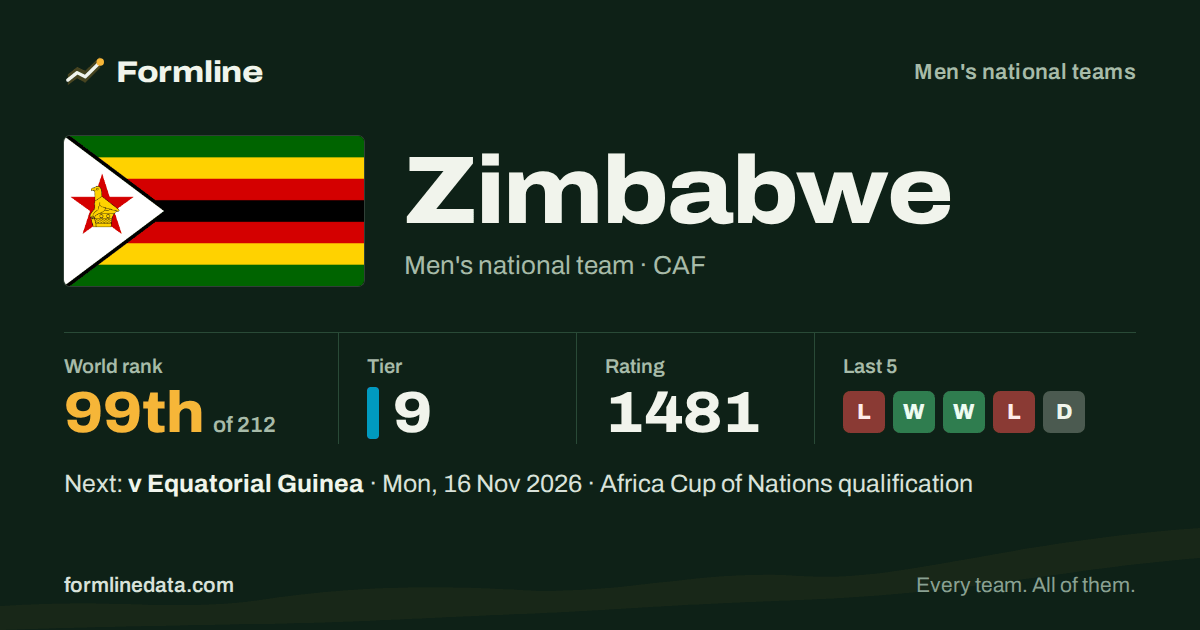 Formline
Men's national teams
Zimbabwe
Men's national team · CAF
World rank
99th of 212
Tier
9
Rating
1481
Last 5
L W W L D
Next: v Equatorial Guinea · Mon, 16 Nov 2026 · Africa Cup of Nations qualification
formlinedata.com
Every team. All of them.